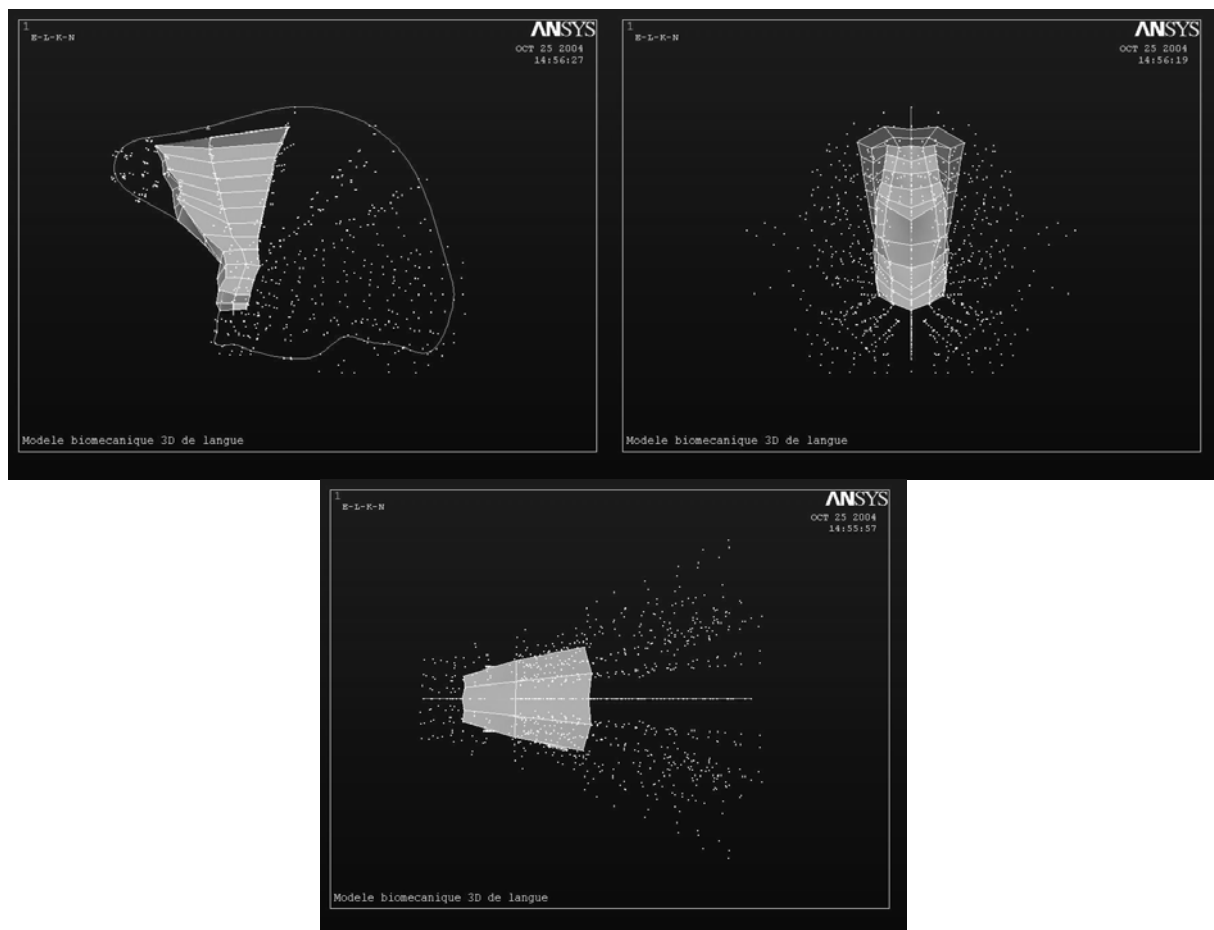 1
E-L-K-N
ANSYS
OCT 25 2004
14:56:27
Modele biomecanique 3D de langue
1
E-L-K-N
ANSYS
OCT 25 2004
14:56:19
Modele biomecanique 3D de langue
1
E-L-K-N
ANSYS
OCT 25 2004
14:55:57
Modele biomecanique 3D de langue